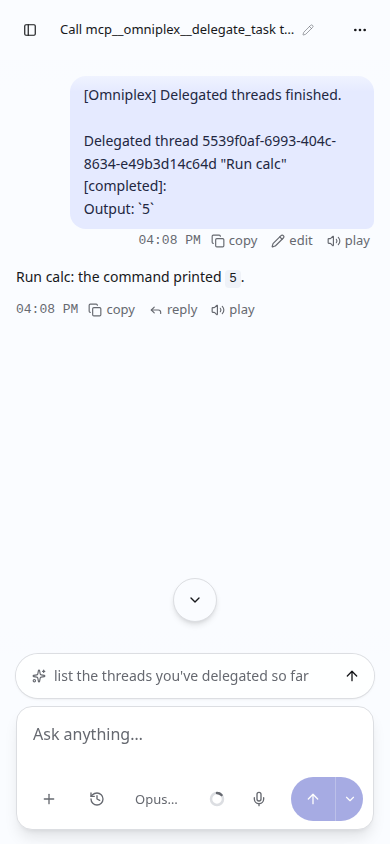 Call mcp__omniplex__delegate_task t...
[Omniplex] Delegated threads finished.
Delegated thread 5539f0af-6993-404c-
8634-e49b3d14c64d "Run calc"
[completed]:
Output: `5`
04:08 PM copy edit play
Run calc: the command printed 5.
04:08 PM copy reply play
list the threads you've delegated so far
Ask anything...
Opus...